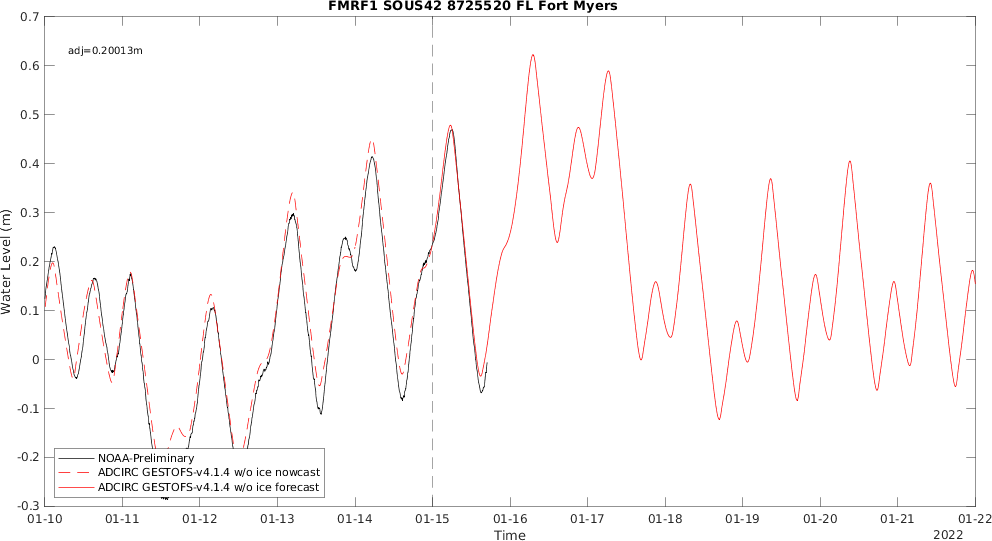 FMRF1 SOUS42 8725520 FL Fort Myers
adj=0.20013m
Water Level (m)
0.7
0.6
0.5
0.4
0.3
0.2
0.1
0
-0.1
-0.2
-0.3
NOAA-Preliminary
ADCIRC GESTOFS-v4.1.4 w/o ice nowcast
ADCIRC GESTOFS-v4.1.4 w/o ice forecast
01-10 01-11 01-12 01-13 01-14 01-15 01-16 01-17 01-18 01-19 01-20 01-21 01-22
Time
2022